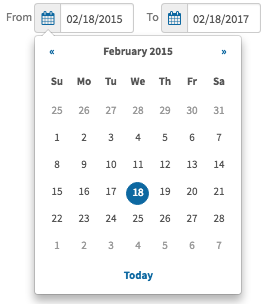 From 02/18/2015 To 02/18/2017
« February 2015 »
Su Mo Tu We Th Fr Sa
25 26 27 28 29 30 31
1 2 3 4 5 6 7
8 9 10 11 12 13 14
15 16 17 18 19 20 21
22 23 24 25 26 27 28
1 2 3 4 5 6 7
Today